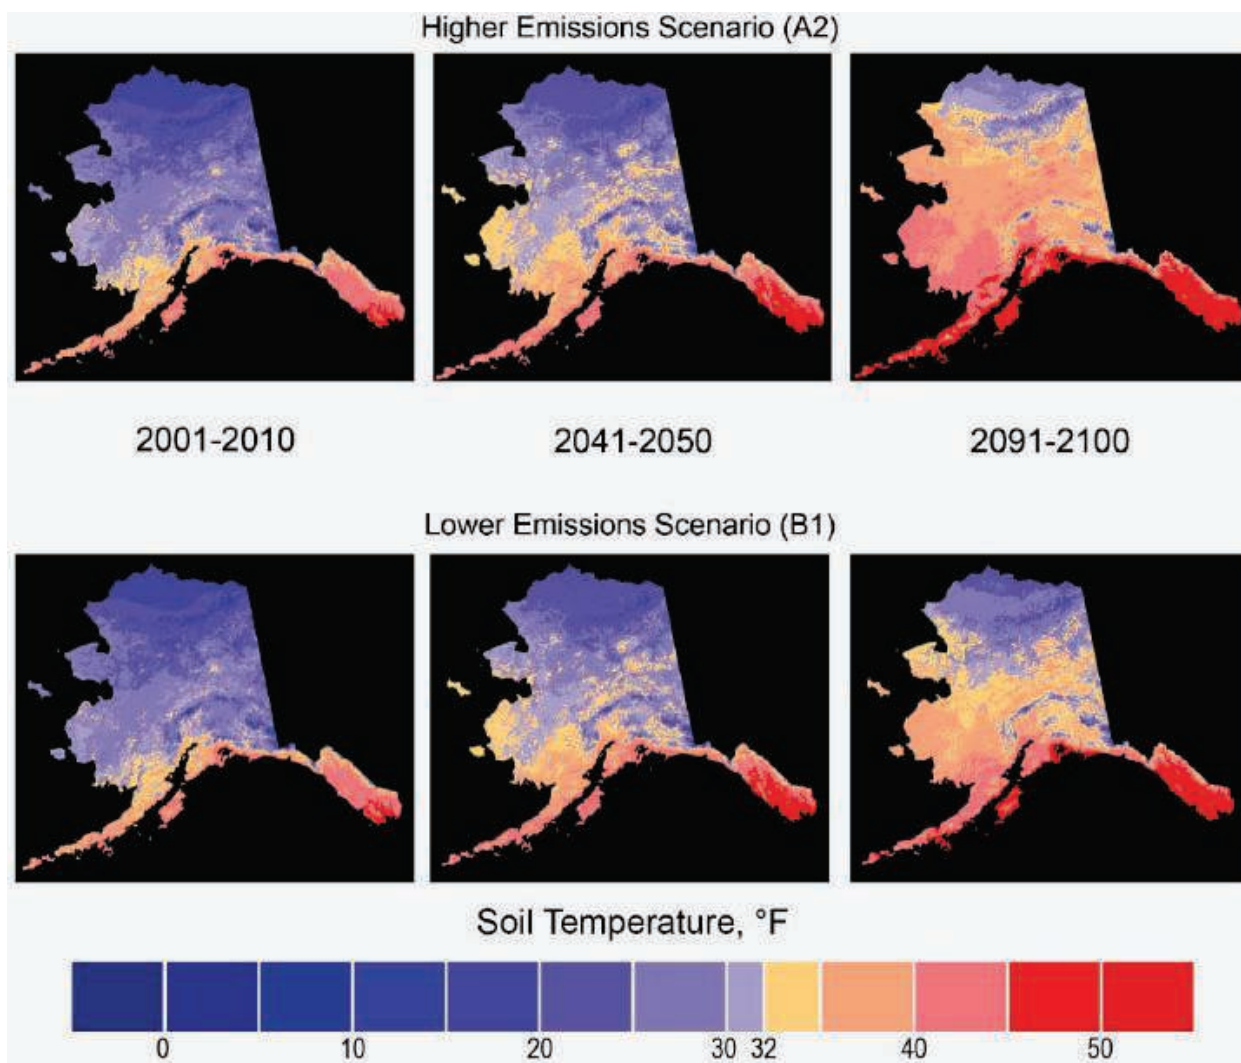 Higher Emissions Scenario (A2)
2001-2010 2041-2050 2091-2100
Lower Emissions Scenario (B1)
Soil Temperature, °F
0 10 20 30 32 40 50